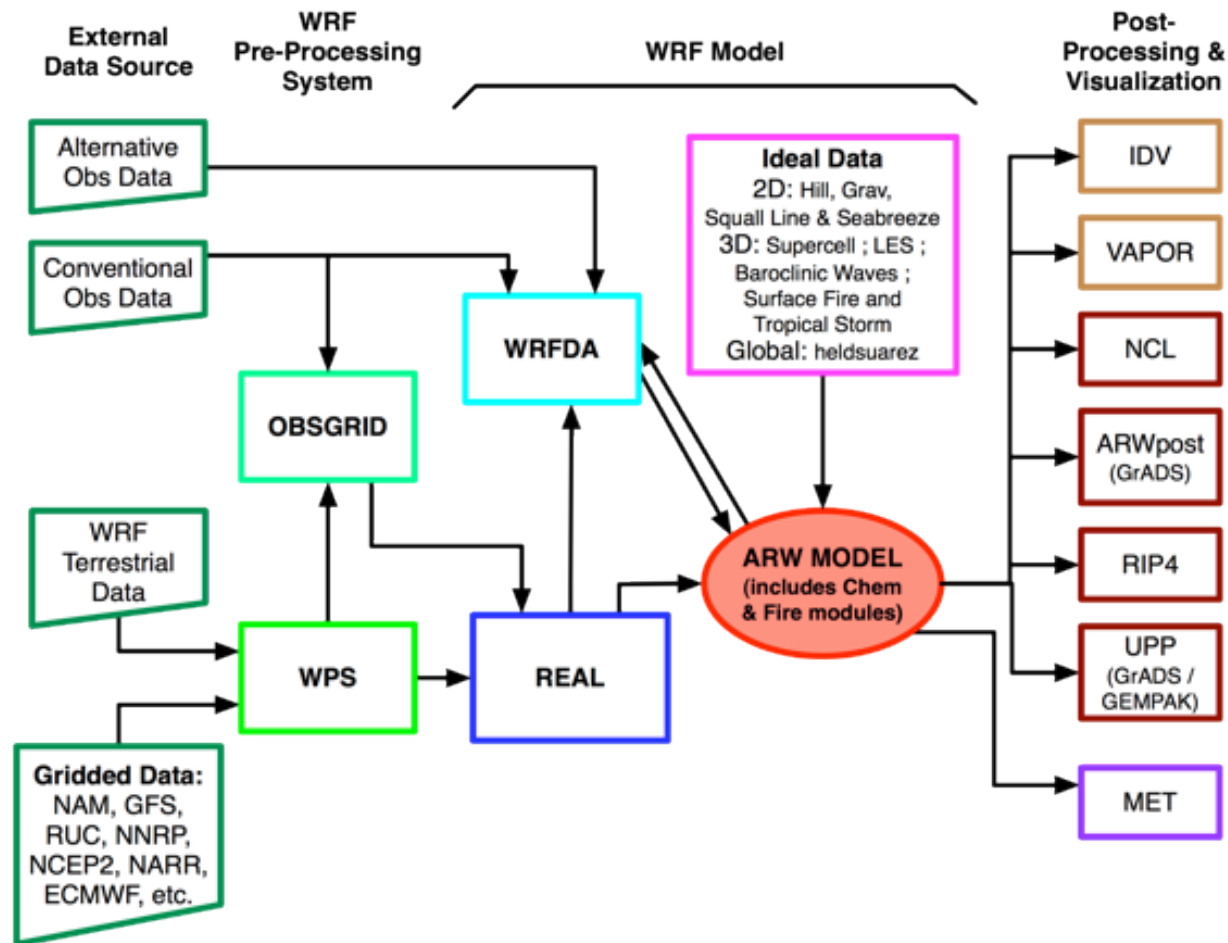 External
Data Source
WRF
Pre-Processing
System
WRF Model
Post-
Processing &
Visualization
Alternative
Obs Data
Conventional
Obs Data
WRF
Terrestrial
Data
Gridded Data:
NAM, GFS,
RUC, NNRP,
NCEP2, NARR,
ECMWF, etc.
OBSGRID
WPS
WRFDA
REAL
Ideal Data
2D: Hill, Grav,
Squall Line & Seabreeze
3D: Supercell ; LES ;
Baroclinic Waves ;
Surface Fire and
Tropical Storm
Global: heldsuarez
ARW MODEL
(includes Chem
& Fire modules)
IDV
VAPOR
NCL
ARWpost
(GrADS)
RIP4
UPP
(GrADS /
GEMPAK)
MET